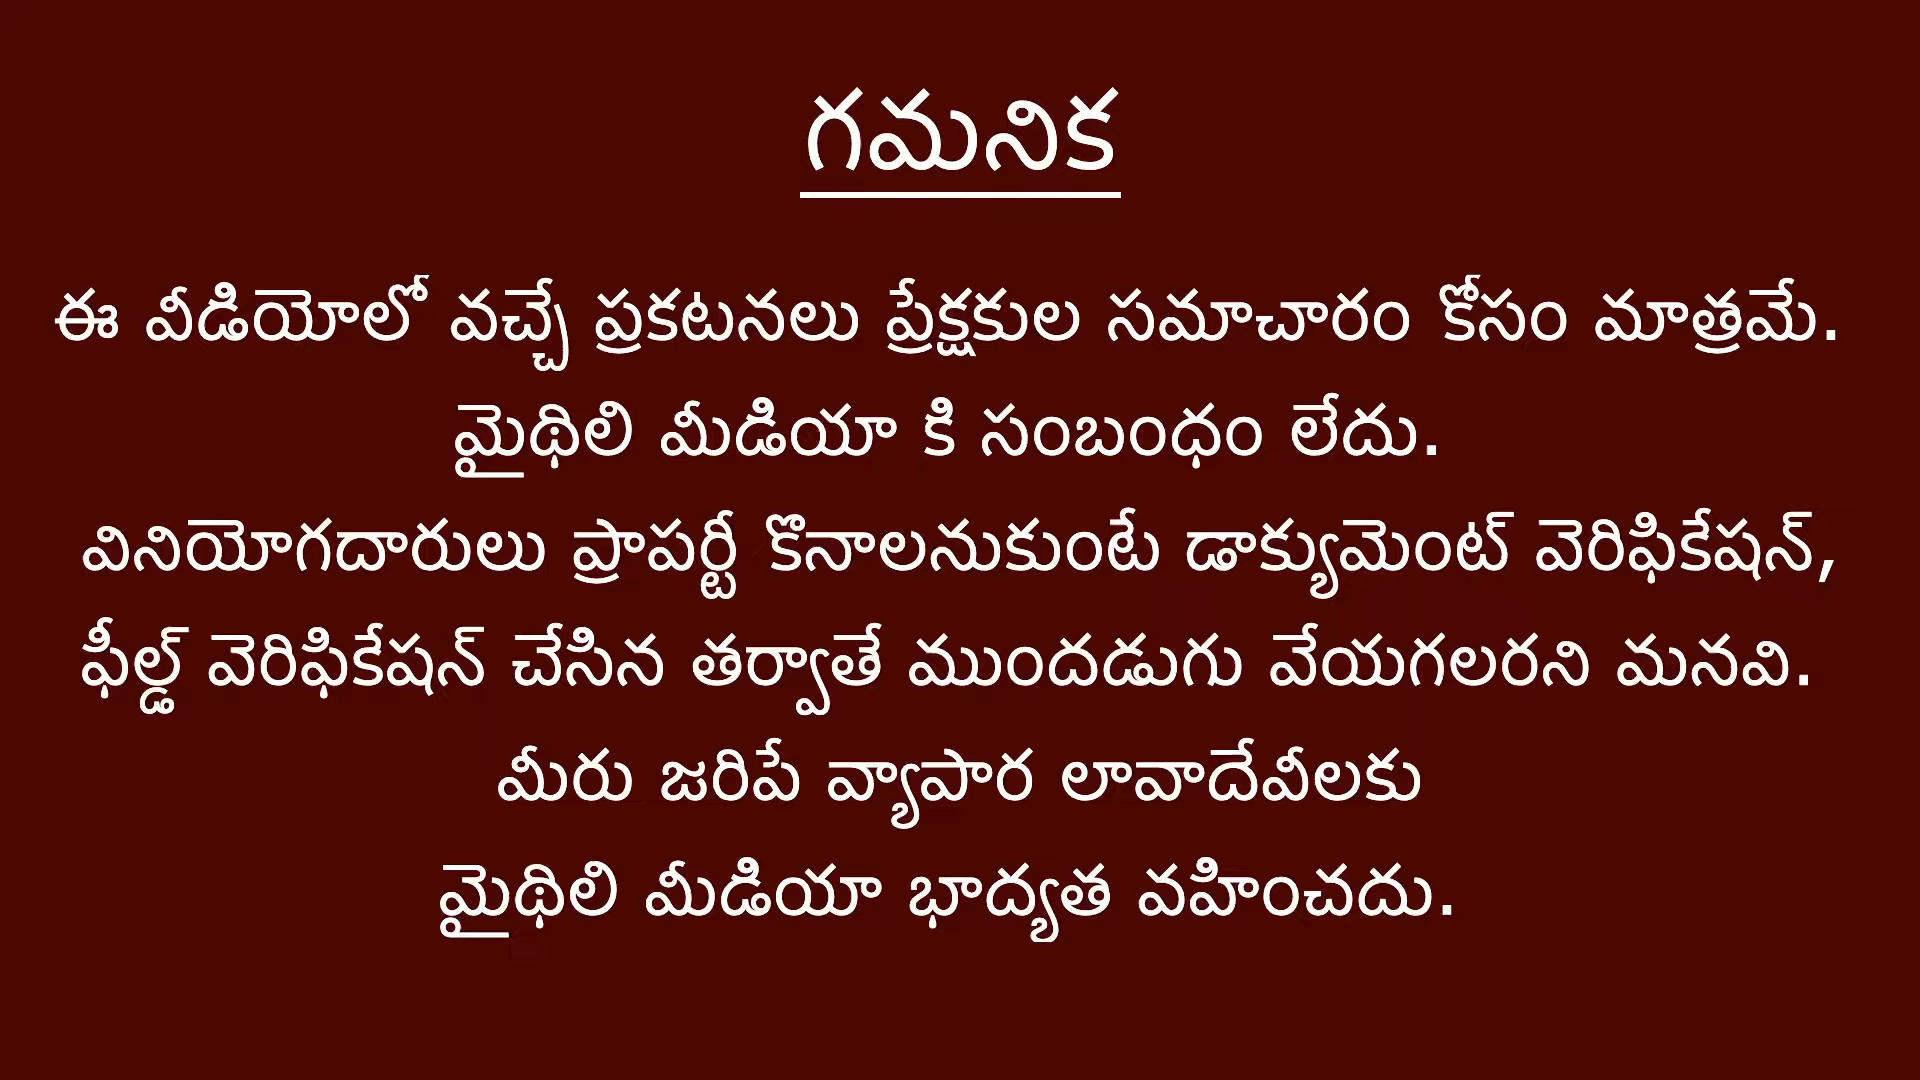 గమనిక
ఈ వీడియోలో వచ్చే ప్రకటనలు ప్రేక్షకుల సమాచారం కోసం మాత్రమే.
మైథిలి మీడియా కి సంబంధం లేదు.
వినియోగదారులు ప్రాపర్టీ కొనాలనుకుంటే డాక్యుమెంట్ వెరిఫికేషన్,
ఫీల్డ్ వెరిఫికేషన్ చేసిన తర్వాతే ముందడుగు వేయగలరని మనవి.
మీరు జరిపే వ్యాపార లావాదేవీలకు
మైథిలి మీడియా భాద్యత వహించదు.